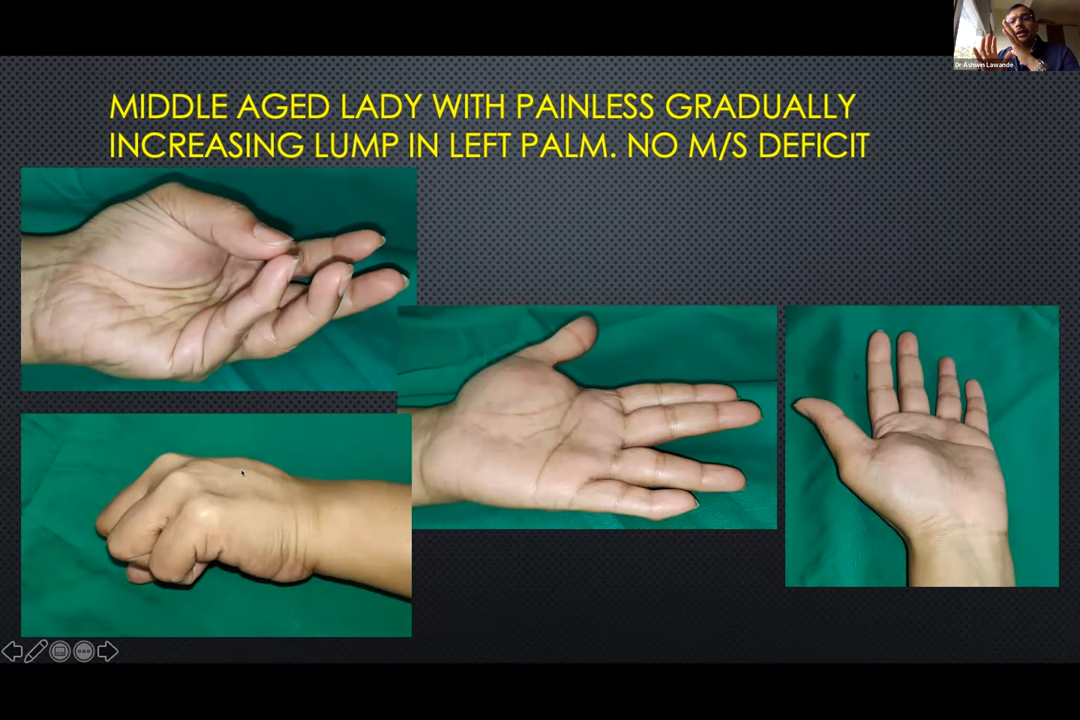 Dr Ashwin Lawande
MIDDLE AGED LADY WITH PAINLESS GRADUALLY
INCREASING LUMP IN LEFT PALM. NO M/S DEFICIT